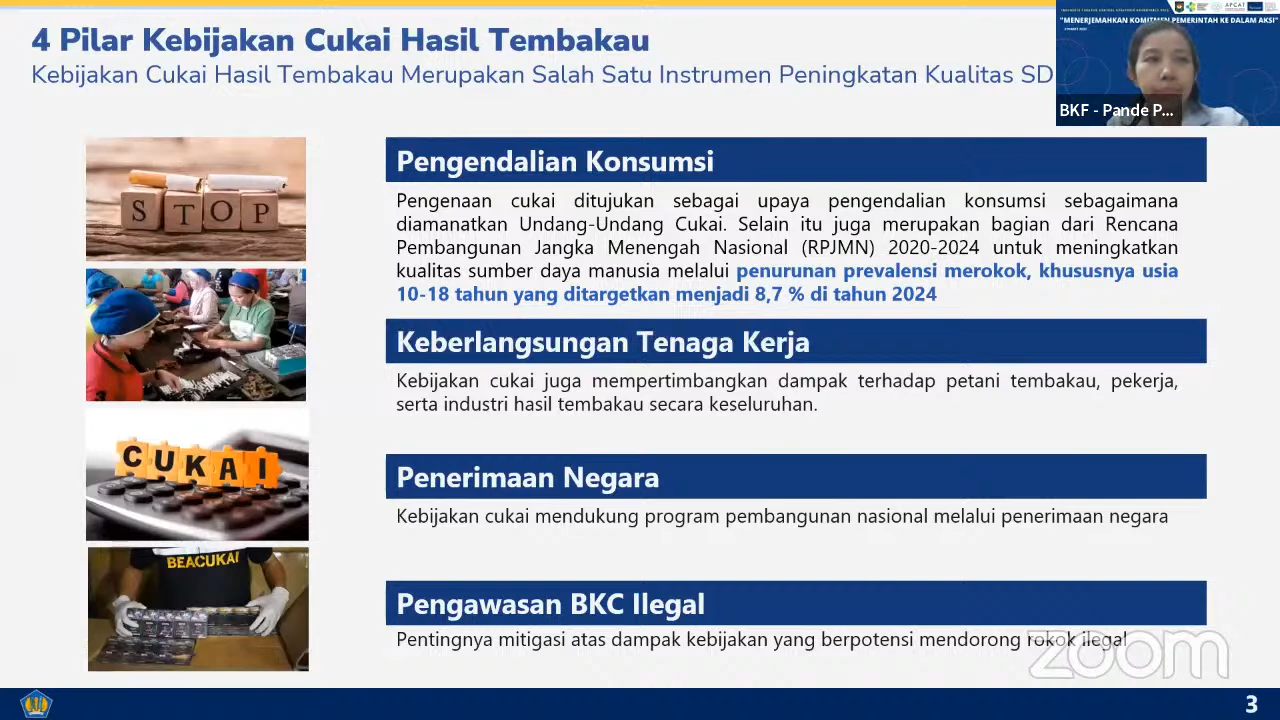 4 Pilar Kebijakan Cukai Hasil Tembakau
Kebijakan Cukai Hasil Tembakau Merupakan Salah Satu Instrumen Peningkatan Kualitas SD
APCAT
"MENERJEMAHKAN KOMITMEN PEMERINTAH KE DALAM AKSI"
BKF - Pande P...
STOP
Pengendalian Konsumsi
Pengenaan cukai ditujukan sebagai upaya pengendalian konsumsi sebagaimana
diamanatkan Undang-Undang Cukai. Selain itu juga merupakan bagian dari Rencana
Pembangunan Jangka Menengah Nasional (RPJMN) 2020-2024 untuk meningkatkan
kualitas sumber daya manusia melalui penurunan prevalensi merokok, khususnya usia
10-18 tahun yang ditargetkan menjadi 8,7 % di tahun 2024
Keberlangsungan Tenaga Kerja
Kebijakan cukai juga mempertimbangkan dampak terhadap petani tembakau, pekerja,
serta industri hasil tembakau secara keseluruhan.
CUKAI
Penerimaan Negara
Kebijakan cukai mendukung program pembangunan nasional melalui penerimaan negara
BEACUKAI
Pengawasan BKC Ilegal
Pentingnya mitigasi atas dampak kebijakan yang berpotensi mendorong rokok ilegal
zoom
3